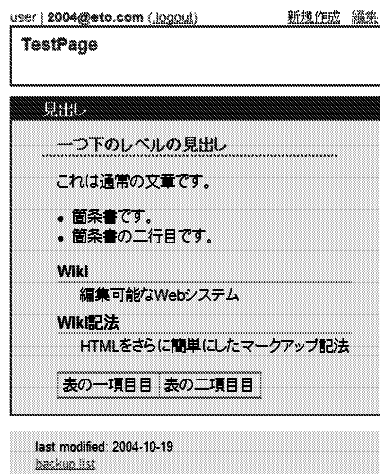 user | 2004@eto.com (logout) 新規作成 編集
TestPage
見出し
一つ下のレベルの見出し
これは通常の文章です。
• 箇条書です。
• 箇条書の二行目です。
Wiki
編集可能なWebシステム
Wiki記法
HTMLをさらに簡単にしたマークアップ記法
表の一項目目 表の二項目目
last modified: 2004-10-19
backup list